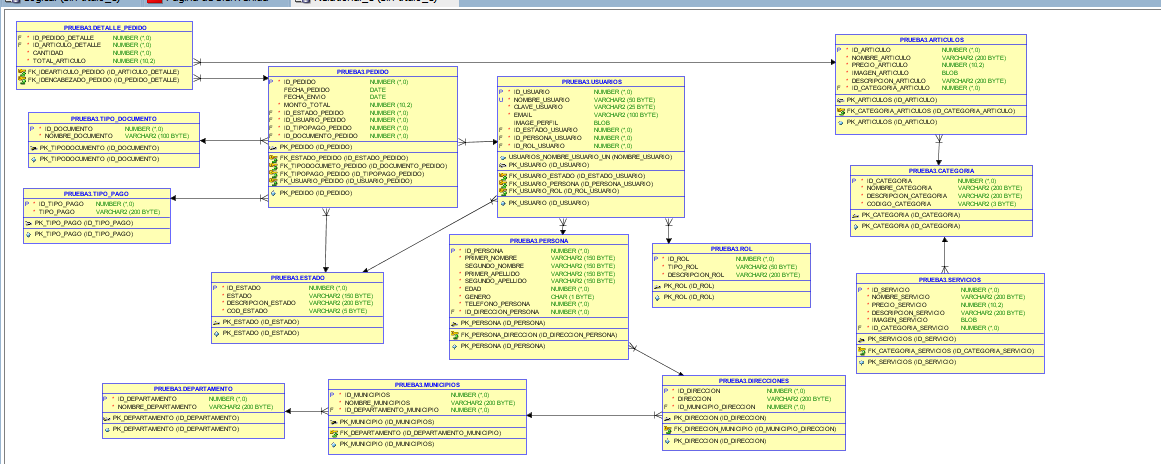 PRUEBA3.DETALLE_PEDIDO
F * ID_PEDIDO_DETALLE NUMBER (*,0)
F * ID_ARTICULO_DETALLE NUMBER (*,0)
* CANTIDAD NUMBER (*,0)
* TOTAL_ARTICULO NUMBER (10,2)
FK_IDEARTICULO_PEDIDO (ID_ARTICULO_DETALLE)
FK_IDENCABEZADO_PEDIDO (ID_PEDIDO_DETALLE)
PRUEBA3.ARTICULOS
P * ID_ARTICULO NUMBER (*,0)
* NOMBRE_ARTICULO VARCHAR2 (200 BYTE)
* PRECIO_ARTICULO NUMBER (10,2)
* IMAGEN_ARTICULO BLOB
* DESCRIPCION_ARTICULO VARCHAR2 (200 BYTE)
F * ID_CATEGORIA_ARTICULO NUMBER (*,0)
PK_ARTICULOS (ID_ARTICULO)
FK_CATEGORIA_ARTICULOS (ID_CATEGORIA_ARTICULO)
PK_ARTICULOS (ID_ARTICULO)
PRUEBA3.PEDIDO
P * ID_PEDIDO NUMBER (*,0)
FECHA_PEDIDO DATE
FECHA_ENVIO DATE
* MONTO_TOTAL NUMBER (10,2)
F * ID_ESTADO_PEDIDO NUMBER (*,0)
F * ID_USUARIO_PEDIDO NUMBER (*,0)
F * ID_TIPOPAGO_PEDIDO NUMBER (*,0)
F * ID_DOCUMENTO_PEDIDO NUMBER (*,0)
PK_PEDIDO (ID_PEDIDO)
FK_ESTADO_PEDIDO (ID_ESTADO_PEDIDO)
FK_TIPODOCUMETO_PEDIDO (ID_DOCUMENTO_PEDIDO)
FK_TIPOPAGO_PEDIDO (ID_TIPOPAGO_PEDIDO)
FK_USUARIO_PEDIDO (ID_USUARIO_PEDIDO)
PK_PEDIDO (ID_PEDIDO)
PRUEBA3.USUARIOS
P * ID_USUARIO NUMBER (*,0)
U * NOMBRE_USUARIO VARCHAR2 (50 BYTE)
* CLAVE_USUARIO VARCHAR2 (25 BYTE)
* EMAIL VARCHAR2 (100 BYTE)
IMAGE_PERFIL BLOB
F * ID_ESTADO_USUARIO NUMBER (*,0)
F * ID_PERSONA_USUARIO NUMBER (*,0)
F * ID_ROL_USUARIO NUMBER (*,0)
USUARIOS_NOMBRE_USUARIO_UN (NOMBRE_USUARIO)
PK_USUARIO (ID_USUARIO)
FK_USUARIO_ESTADO (ID_ESTADO_USUARIO)
FK_USUARIO_PERSONA (ID_PERSONA_USUARIO)
FK_USUARIO_ROL (ID_ROL_USUARIO)
PK_USUARIO (ID_USUARIO)
PRUEBA3.TIPO_DOCUMENTO
P * ID_DOCUMENTO NUMBER (*,0)
* NOMBRE_DOCUMENTO VARCHAR2 (100 BYTE)
PK_TIPODOCUMENTO (ID_DOCUMENTO)
PK_TIPODOCUMENTO (ID_DOCUMENTO)
PRUEBA3.TIPO_PAGO
P * ID_TIPO_PAGO NUMBER (*,0)
* TIPO_PAGO VARCHAR2 (200 BYTE)
PK_TIPO_PAGO (ID_TIPO_PAGO)
PK_TIPO_PAGO (ID_TIPO_PAGO)
PRUEBA3.CATEGORIA
P * ID_CATEGORIA NUMBER (*,0)
* NOMBRE_CATEGORIA VARCHAR2 (200 BYTE)
* DESCRIPCION_CATEGORIA VARCHAR2 (200 BYTE)
* CODIGO_CATEGORIA VARCHAR2 (3 BYTE)
PK_CATEGORIA (ID_CATEGORIA)
PK_CATEGORIA (ID_CATEGORIA)
PRUEBA3.PERSONA
P * ID_PERSONA NUMBER (*,0)
* PRIMER_NOMBRE VARCHAR2 (150 BYTE)
SEGUNDO_NOMBRE VARCHAR2 (150 BYTE)
* PRIMER_APELLIDO VARCHAR2 (150 BYTE)
* SEGUNDO_APELLIDO VARCHAR2 (150 BYTE)
* EDAD NUMBER (*,0)
* GENERO CHAR (1 BYTE)
* TELEFONO_PERSONA NUMBER (*,0)
F * ID_DIRECCION_PERSONA NUMBER (*,0)
PK_PERSONA (ID_PERSONA)
FK_PERSONA_DIRECCION (ID_DIRECCION_PERSONA)
PK_PERSONA (ID_PERSONA)
PRUEBA3.ROL
P * ID_ROL NUMBER (*,0)
* TIPO_ROL VARCHAR2 (50 BYTE)
* DESCRIPCION_ROL VARCHAR2 (200 BYTE)
PK_ROL (ID_ROL)
PK_ROL (ID_ROL)
PRUEBA3.ESTADO
P * ID_ESTADO NUMBER (*,0)
* ESTADO VARCHAR2 (150 BYTE)
* DESCRIPCION_ESTADO VARCHAR2 (200 BYTE)
* COD_ESTADO VARCHAR2 (5 BYTE)
PK_ESTADO (ID_ESTADO)
PK_ESTADO (ID_ESTADO)
PRUEBA3.SERVICIOS
P * ID_SERVICIO NUMBER (*,0)
* NOMBRE_SERVICIO VARCHAR2 (200 BYTE)
* PRECIO_SERVICIO NUMBER (10,2)
* DESCRIPCION_SERVICIO VARCHAR2 (200 BYTE)
* IMAGEN_SERVICIO BLOB
F * ID_CATEGORIA_SERVICIO NUMBER (*,0)
PK_SERVICIOS (ID_SERVICIO)
FK_CATEGORIA_SERVICIOS (ID_CATEGORIA_SERVICIO)
PK_SERVICIOS (ID_SERVICIO)
PRUEBA3.DEPARTAMENTO
P * ID_DEPARTAMENTO NUMBER (*,0)
* NOMBRE_DEPARTAMENTO VARCHAR2 (200 BYTE)
PK_DEPARTAMENTO (ID_DEPARTAMENTO)
PK_DEPARTAMENTO (ID_DEPARTAMENTO)
PRUEBA3.MUNICIPIOS
P * ID_MUNICIPIOS NUMBER (*,0)
* NOMBRE_MUNICIPIOS VARCHAR2 (200 BYTE)
F * ID_DEPARTAMENTO_MUNICIPIO NUMBER (*,0)
PK_MUNICIPIO (ID_MUNICIPIOS)
FK_DEPARTAMENTO (ID_DEPARTAMENTO_MUNICIPIO)
PK_MUNICIPIO (ID_MUNICIPIOS)
PRUEBA3.DIRECCIONES
P * ID_DIRECCION NUMBER (*,0)
* DIRECCION VARCHAR2 (200 BYTE)
F * ID_MUNICIPIO_DIRECCION NUMBER (*,0)
PK_DIRECCION (ID_DIRECCION)
FK_DIRECCION_MUNICIPIO (ID_MUNICIPIO_DIRECCION)
PK_DIRECCION (ID_DIRECCION)